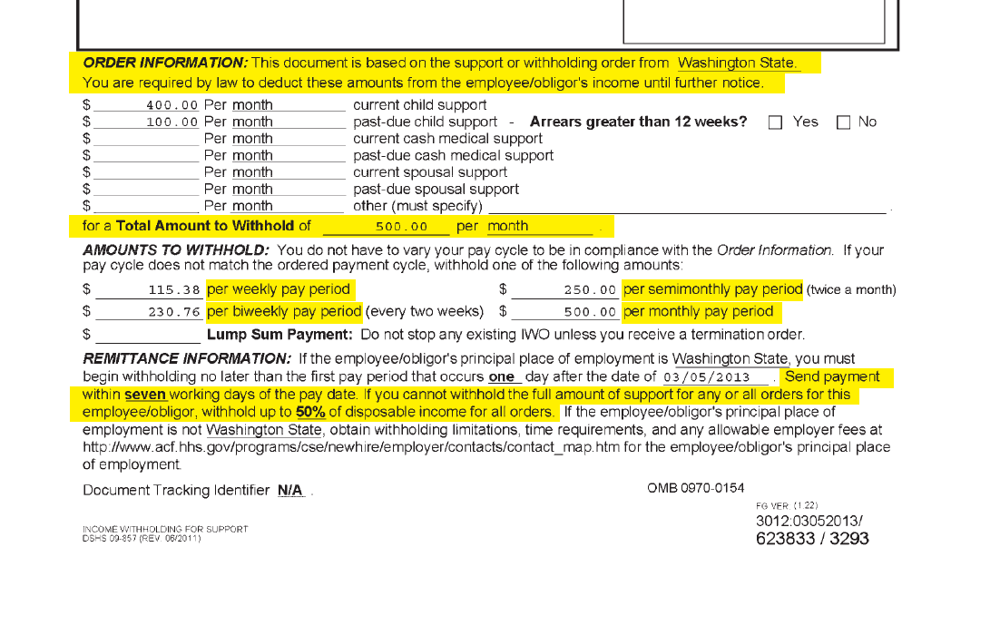 ORDER INFORMATION: This document is based on the support or withholding order from Washington State.
You are required by law to deduct these amounts from the employee/obligor's income until further notice.
$ 400.00 Per month current child support
$ 100.00 Per month past-due child support - Arrears greater than 12 weeks? ☐ Yes ☐ No
$ Per month current cash medical support
$ Per month past-due cash medical support
$ Per month current spousal support
$ Per month past-due spousal support
$ Per month other (must specify) .
for a Total Amount to Withhold of 500.00 per month .
AMOUNTS TO WITHHOLD: You do not have to vary your pay cycle to be in compliance with the Order Information. If your
pay cycle does not match the ordered payment cycle, withhold one of the following amounts:
$ 115.38 per weekly pay period $ 250.00 per semimonthly pay period (twice a month)
$ 230.76 per biweekly pay period (every two weeks) $ 500.00 per monthly pay period
$ Lump Sum Payment: Do not stop any existing IWO unless you receive a termination order.
REMITTANCE INFORMATION: If the employee/obligor's principal place of employment is Washington State, you must
begin withholding no later than the first pay period that occurs one day after the date of 03/05/2013 . Send payment
within seven working days of the pay date. If you cannot withhold the full amount of support for any or all orders for this
employee/obligor, withhold up to 50% of disposable income for all orders. If the employee/obligor's principal place of
employment is not Washington State, obtain withholding limitations, time requirements, and any allowable employer fees at
http://www.acf.hhs.gov/programs/cse/newhire/employer/contacts/contact_map.htm for the employee/obligor's principal place
of employment.
Document Tracking Identifier N/A .
OMB 0970-0154
FG VER: (1.22)
3012:03052013/
623833 / 3293
INCOME WITHHOLDING FOR SUPPORT
DSHS 09-857 (REV. 06/2011)